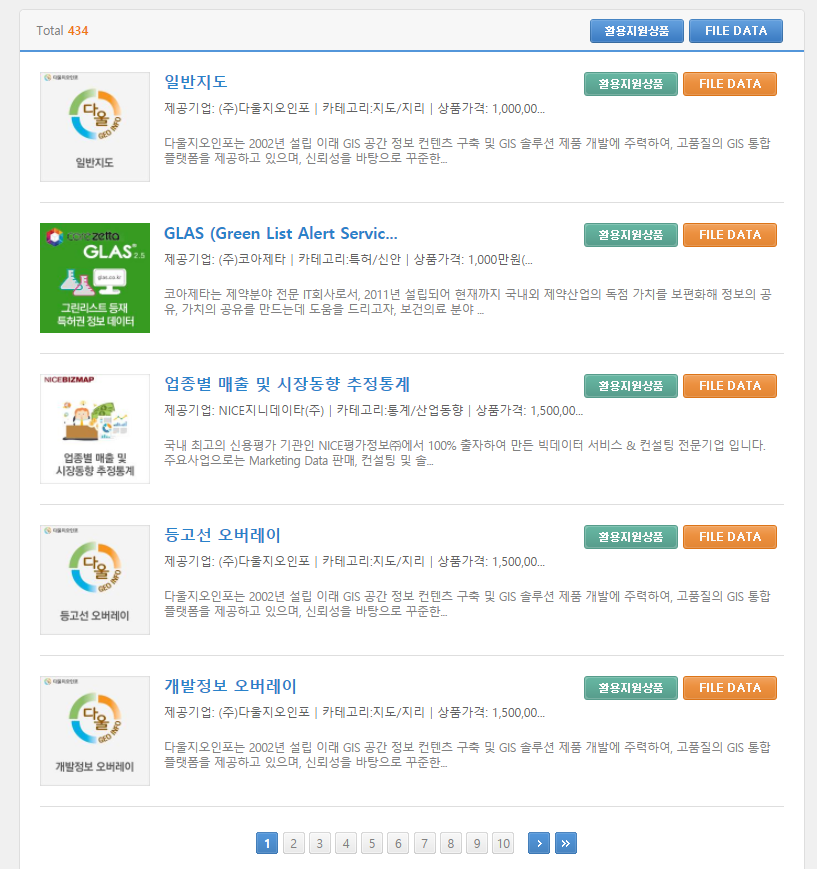 Total 434
활용지원상품 FILE DATA
다울지오인포
다울
GEO INFO
일반지도
일반지도
활용지원상품 FILE DATA
제공기업: (주)다울지오인포 | 카테고리:지도/지리 | 상품가격: 1,000,00...
다울지오인포는 2002년 설립 이래 GIS 공간 정보 컨텐츠 구축 및 GIS 솔루션 제품 개발에 주력하여, 고품질의 GIS 통합
플랫폼을 제공하고 있으며, 신뢰성을 바탕으로 꾸준한...
corezetta
GLAS 2.5
glas.co.kr
그린리스트 등재
특허권 정보 데이터
GLAS (Green List Alert Servic...
활용지원상품 FILE DATA
제공기업: (주)코아제타 | 카테고리:특허/신안 | 상품가격: 1,000만원(...
코아제타는 제약분야 전문 IT회사로서, 2011년 설립되어 현재까지 국내외 제약산업의 독점 가치를 보편화해 정보의 공
유, 가치의 공유를 만드는데 도움을 드리고자, 보건의료 분야 ...
NICEBIZMAP
업종별 매출 및
시장동향 추정통계
업종별 매출 및 시장동향 추정통계
활용지원상품 FILE DATA
제공기업: NICE지니데이타(주) | 카테고리:통계/산업동향 | 상품가격: 1,500,00...
국내 최고의 신용평가 기관인 NICE평가정보㈜에서 100% 출자하여 만든 빅데이터 서비스 & 컨설팅 전문기업 입니다.
주요사업으로는 Marketing Data 판매, 컨설팅 및 솔...
다울지오인포
다울
GEO INFO
등고선 오버레이
등고선 오버레이
활용지원상품 FILE DATA
제공기업: (주)다울지오인포 | 카테고리:지도/지리 | 상품가격: 1,500,00...
다울지오인포는 2002년 설립 이래 GIS 공간 정보 컨텐츠 구축 및 GIS 솔루션 제품 개발에 주력하여, 고품질의 GIS 통합
플랫폼을 제공하고 있으며, 신뢰성을 바탕으로 꾸준한...
다울지오인포
다울
GEO INFO
개발정보 오버레이
개발정보 오버레이
활용지원상품 FILE DATA
제공기업: (주)다울지오인포 | 카테고리:지도/지리 | 상품가격: 1,500,00...
다울지오인포는 2002년 설립 이래 GIS 공간 정보 컨텐츠 구축 및 GIS 솔루션 제품 개발에 주력하여, 고품질의 GIS 통합
플랫폼을 제공하고 있으며, 신뢰성을 바탕으로 꾸준한...
1 2 3 4 5 6 7 8 9 10 › »